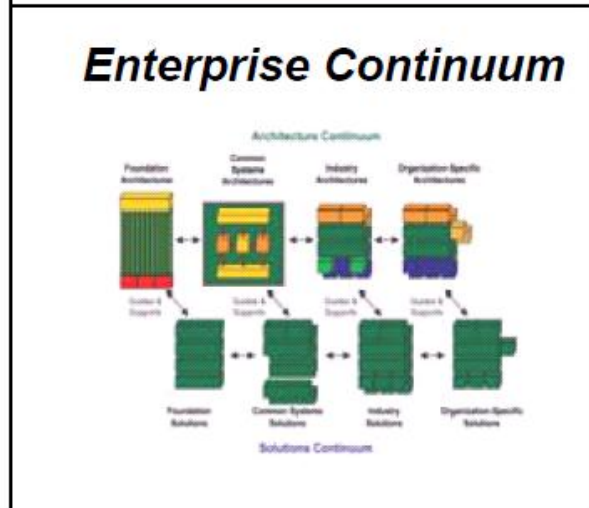 Enterprise Continuum
Architecture Continuum
Foundation
Architectures
Common
Systems
Architectures
Industry
Architectures
Organization-Specific
Architectures
Guides &
Supports
Guides &
Supports
Guides &
Supports
Guides &
Supports
Foundation
Solutions
Common Systems
Solutions
Industry
Solutions
Organization-Specific
Solutions
Solutions Continuum